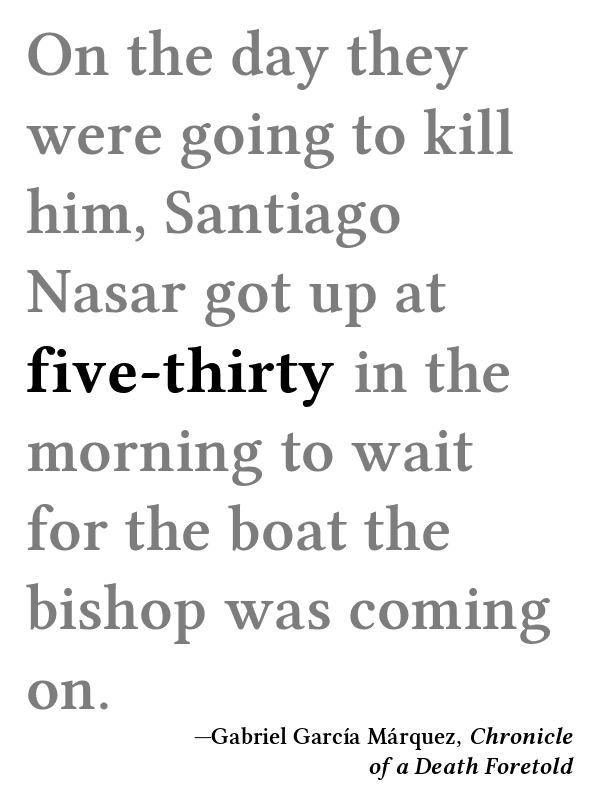 On the day they
were going to kill
him, Santiago
Nasar got up at
five-thirty in the
morning to wait
for the boat the
bishop was coming
on.
—Gabriel García Márquez, Chronicle
of a Death Foretold